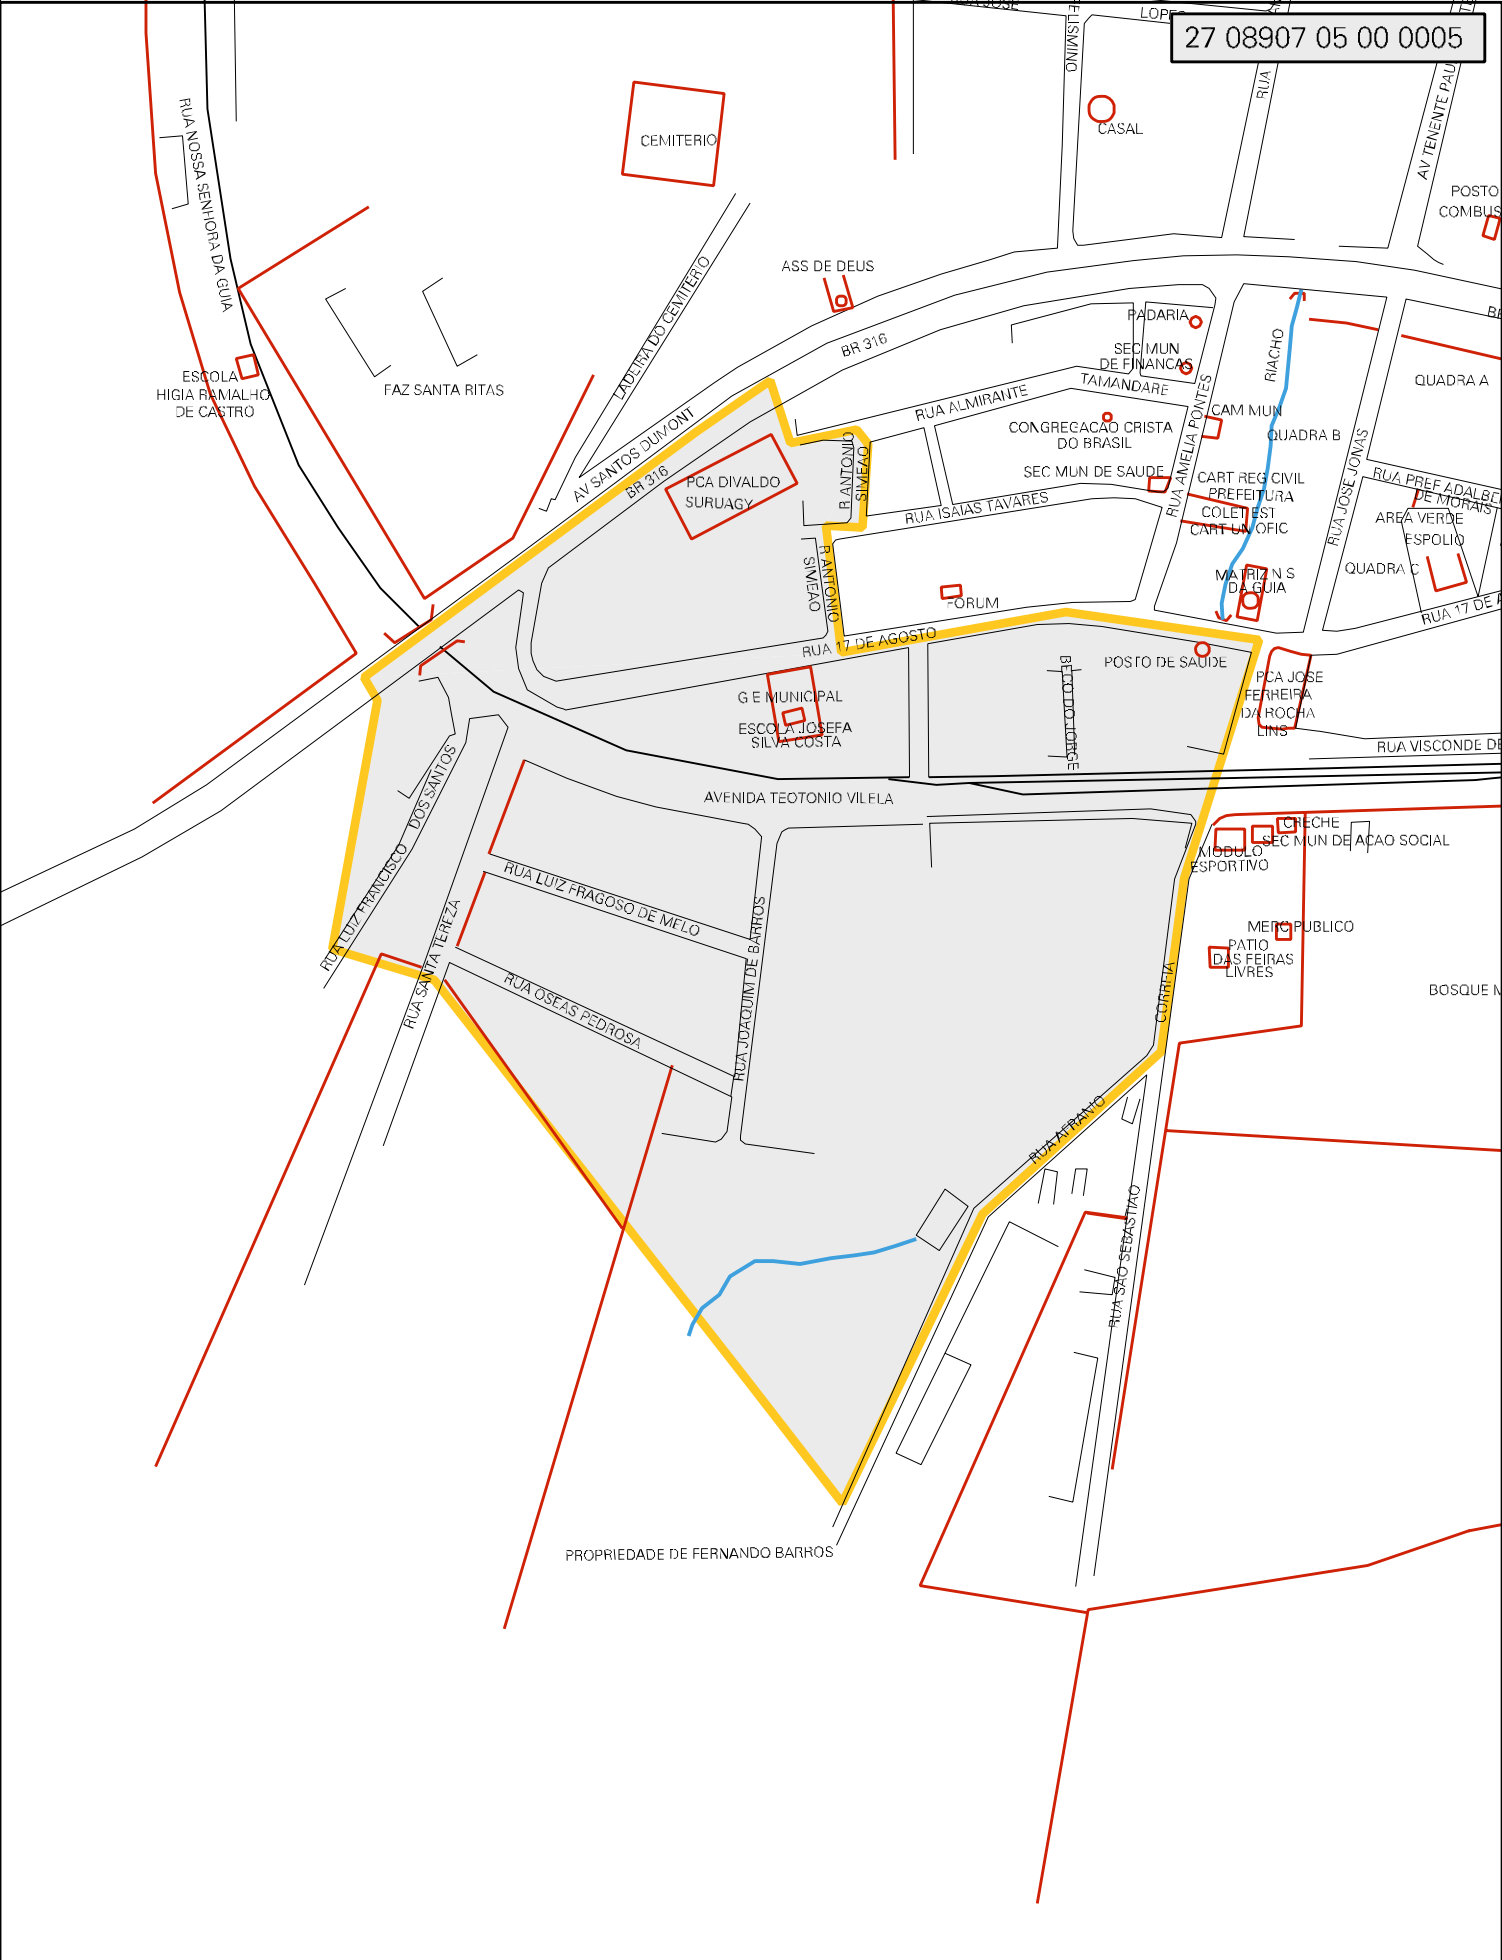 RUA JOSE
FELISMINO
RUA
27 08907 05 00 0005
AV TENENTE PAU
CASAL
CEMITERIO
RUA NOSSA SENHORA DA GUIA
POSTO
COMBUS
ASS DE DEUS
LADEIRA DO CEMITERIO
BR 316
PADARIA
SEC MUN
DE FINANCAS
RIACHO
ESCOLA
HIGIA RAMALHO
DE CASTRO
FAZ SANTA RITAS
TAMANDARE
RUA ALMIRANTE
QUADRA A
CAM MUN
CONGREGACAO CRISTA
DO BRASIL
QUADRA B
AV SANTOS DUMONT
BR 316
PCA DIVALDO
SURUAGY
R ANTONIO
SIMEAO
SEC MUN DE SAUDE
RUA AMELIA PONTES
RUA ISAIAS TAVARES
CART REG CIVIL
PREFEITURA
COLET EST
CART UN OFIC
RUA JOSE JONAS
RUA PREF ADALBE
DE MORAIS
AREA VERDE
ESPOLIO
QUADRA C
R ANTONIO
SIMEAO
MATRIZ N S
DA GUIA
FORUM
RUA 17 DE A
RUA 17 DE AGOSTO
POSTO DE SAUDE
BECO DO JORGE
G E MUNICIPAL
ESCOLA JOSEFA
SILVA COSTA
PCA JOSE
FERREIRA
DA ROCHA
LINS
RUA VISCONDE DE
AVENIDA TEOTONIO VILELA
RUA LUIZ FRANCISCO DOS SANTOS
CRECHE
SEC MUN DE ACAO SOCIAL
MODULO
ESPORTIVO
RUA LUIZ FRAGOSO DE MELO
RUA SANTA TEREZA
RUA JOAQUIM DE BARROS
MERC PUBLICO
PATIO
DAS FEIRAS
LIVRES
BOSQUE M
RUA OSEAS PEDROSA
RUA AFRANIO
CORREIA
RUA SAO SEBASTIAO
PROPRIEDADE DE FERNANDO BARROS